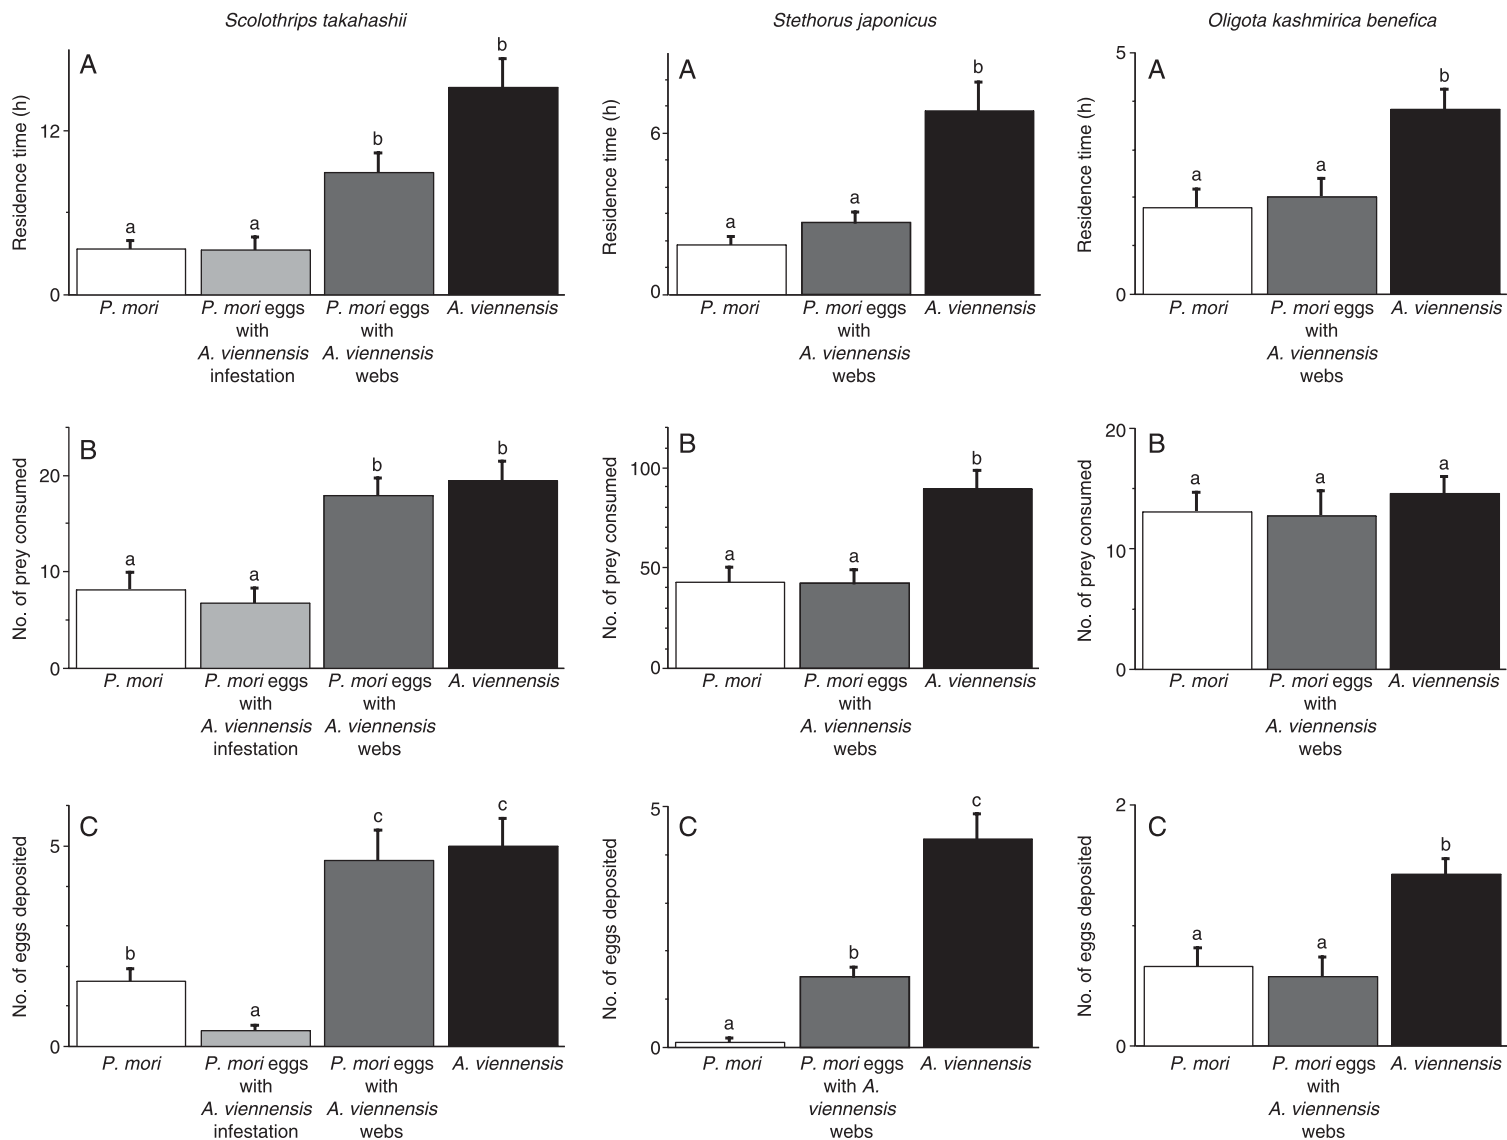 Scolothrips takahashii
A
Residence time (h)
12
0
a
a
b
b
P. mori
P. mori eggs
with
A. viennensis
infestation
P. mori eggs
with
A. viennensis
webs
A. viennensis
Stethorus japonicus
A
Residence time (h)
6
0
a
a
b
P. mori
P. mori eggs
with
A. viennensis
webs
A. viennensis
Oligota kashmirica benefica
A
Residence time (h)
5
0
a
a
b
P. mori
P. mori eggs
with
A. viennensis
webs
A. viennensis
B
No. of prey consumed
20
10
0
a
a
b
b
P. mori
P. mori eggs
with
A. viennensis
infestation
P. mori eggs
with
A. viennensis
webs
A. viennensis
B
No. of prey consumed
100
50
0
a
a
b
P. mori
P. mori eggs
with
A. viennensis
webs
A. viennensis
B
No. of prey consumed
20
10
0
a
a
a
P. mori
P. mori eggs
with
A. viennensis
webs
A. viennensis
C
No. of eggs deposited
5
0
b
a
c
c
P. mori
P. mori eggs
with
A. viennensis
infestation
P. mori eggs
with
A. viennensis
webs
A. viennensis
C
No. of eggs deposited
5
0
a
b
c
P. mori
P. mori eggs
with A.
viennensis
webs
A. viennensis
C
No. of eggs deposited
2
1
0
a
a
b
P. mori
P. mori eggs
with
A. viennensis
webs
A. viennensis